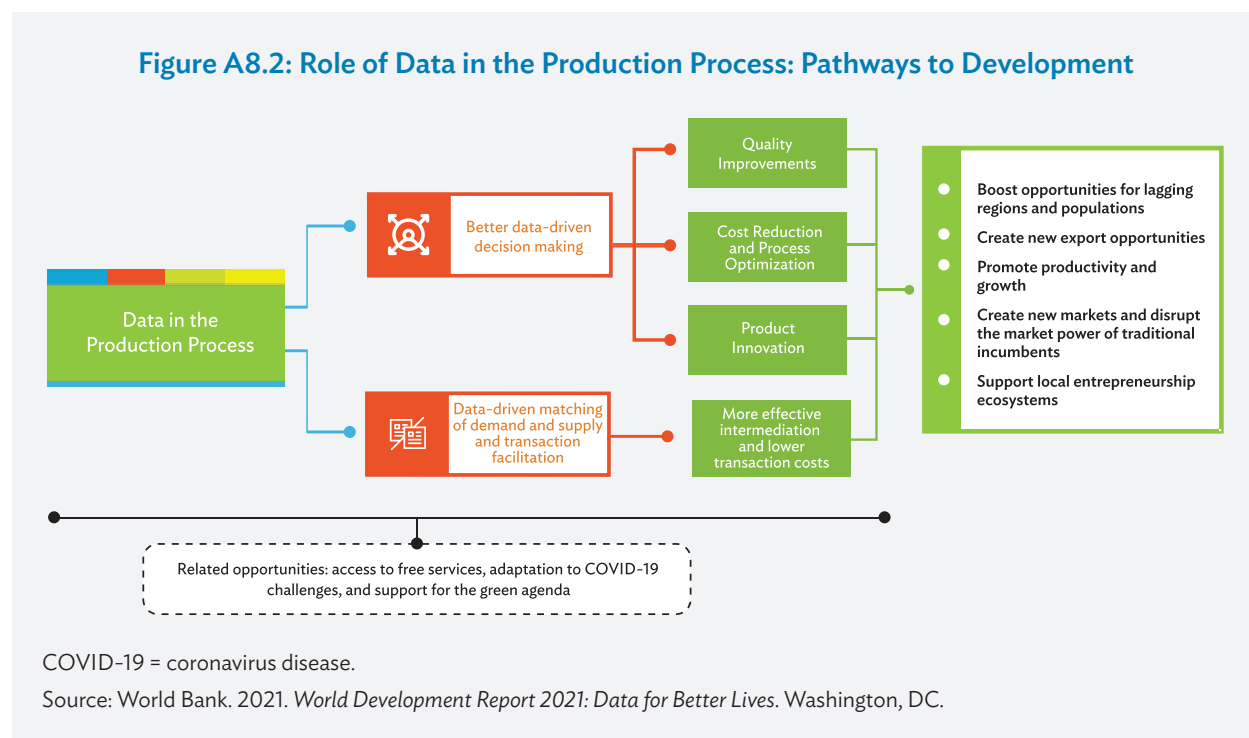 Figure A8.2: Role of Data in the Production Process: Pathways to Development
Data in the
Production Process
Better data-driven
decision making
Data-driven matching
of demand and supply
and transaction
facilitation
Quality
Improvements
Cost Reduction
and Process
Optimization
Product
Innovation
More effective
intermediation
and lower
transaction costs
Boost opportunities for lagging
regions and populations
Create new export opportunities
Promote productivity and
growth
Create new markets and disrupt
the market power of traditional
incumbents
Support local entrepreneurship
ecosystems
Related opportunities: access to free services, adaptation to COVID-19
challenges, and support for the green agenda
COVID-19 = coronavirus disease.
Source: World Bank. 2021. World Development Report 2021: Data for Better Lives. Washington, DC.